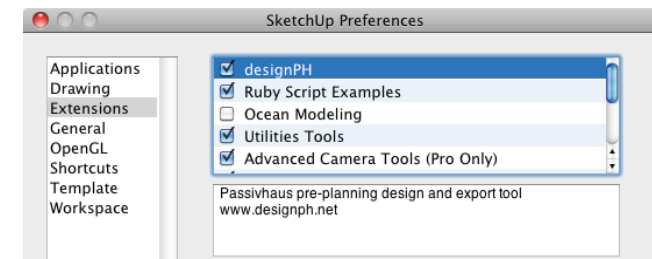 SketchUp Preferences
Applications
Drawing
Extensions
General
OpenGL
Shortcuts
Template
Workspace
designPH
Ruby Script Examples
Ocean Modeling
Utilities Tools
Advanced Camera Tools (Pro Only)
Passivhaus pre-planning design and export tool
www.designph.net